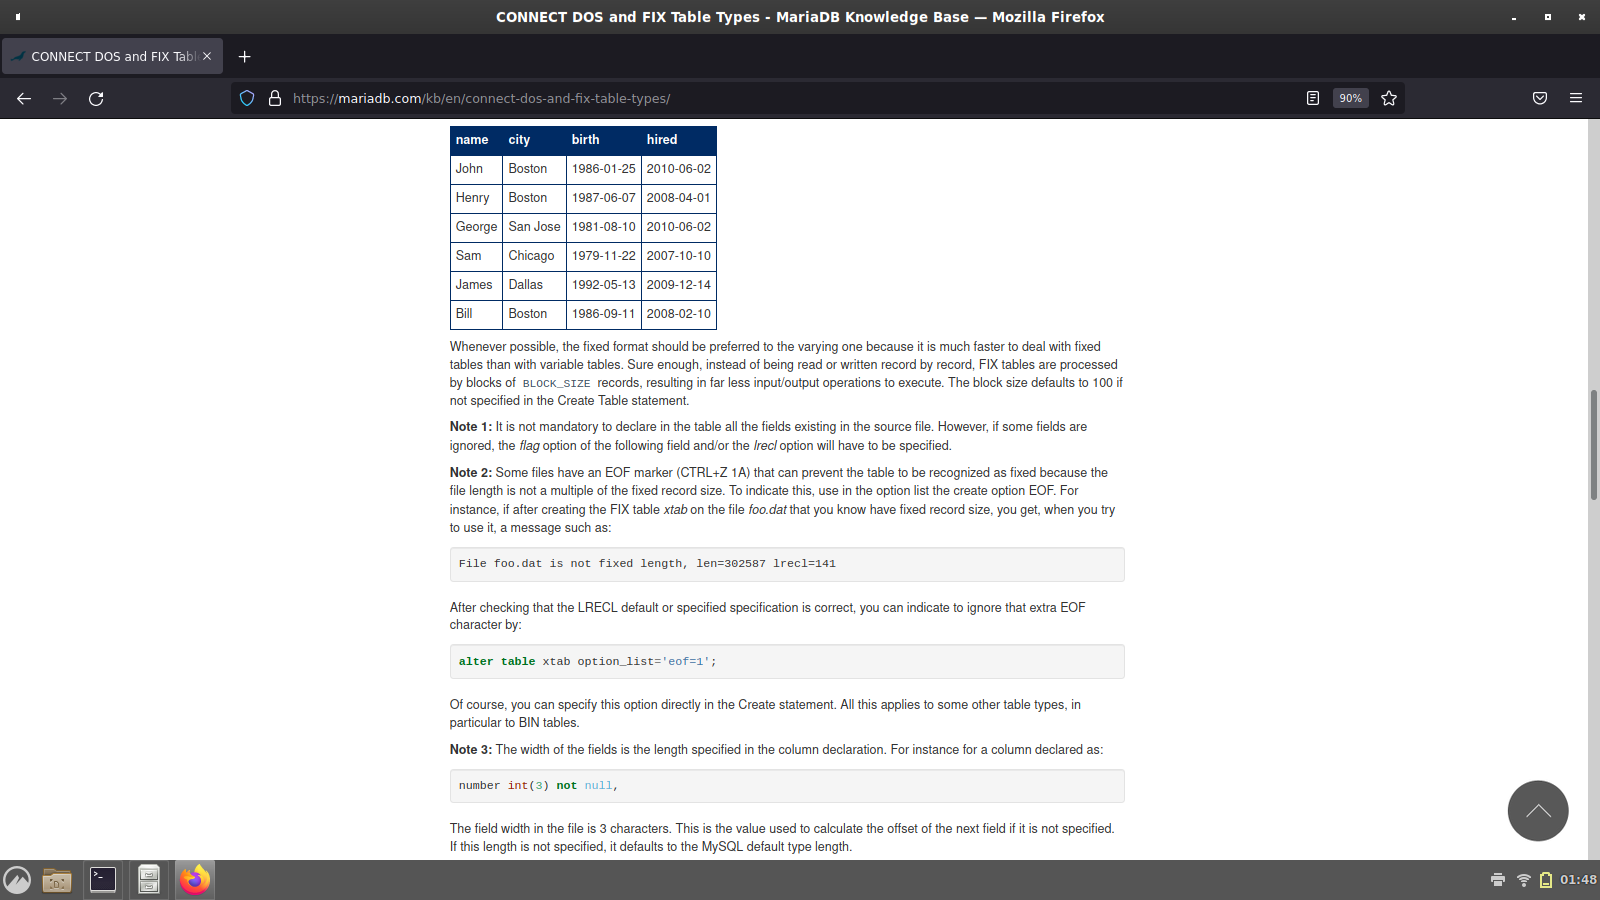 CONNECT DOS and FIX Table Types - MariaDB Knowledge Base — Mozilla Firefox
CONNECT DOS and FIX Tabl
https://mariadb.com/kb/en/connect-dos-and-fix-table-types/
90%
name city birth hired
John Boston 1986-01-25 2010-06-02
Henry Boston 1987-06-07 2008-04-01
George San Jose 1981-08-10 2010-06-02
Sam Chicago 1979-11-22 2007-10-10
James Dallas 1992-05-13 2009-12-14
Bill Boston 1986-09-11 2008-02-10
Whenever possible, the fixed format should be preferred to the varying one because it is much faster to deal with fixed
tables than with variable tables. Sure enough, instead of being read or written record by record, FIX tables are processed
by blocks of BLOCK_SIZE records, resulting in far less input/output operations to execute. The block size defaults to 100 if
not specified in the Create Table statement.
Note 1: It is not mandatory to declare in the table all the fields existing in the source file. However, if some fields are
ignored, the flag option of the following field and/or the lrecl option will have to be specified.
Note 2: Some files have an EOF marker (CTRL+Z 1A) that can prevent the table to be recognized as fixed because the
file length is not a multiple of the fixed record size. To indicate this, use in the option list the create option EOF. For
instance, if after creating the FIX table xtab on the file foo.dat that you know have fixed record size, you get, when you try
to use it, a message such as:
File foo.dat is not fixed length, len=302587 lrecl=141
After checking that the LRECL default or specified specification is correct, you can indicate to ignore that extra EOF
character by:
alter table xtab option_list='eof=1';
Of course, you can specify this option directly in the Create statement. All this applies to some other table types, in
particular to BIN tables.
Note 3: The width of the fields is the length specified in the column declaration. For instance for a column declared as:
number int(3) not null,
The field width in the file is 3 characters. This is the value used to calculate the offset of the next field if it is not specified.
If this length is not specified, it defaults to the MySQL default type length.
01:48